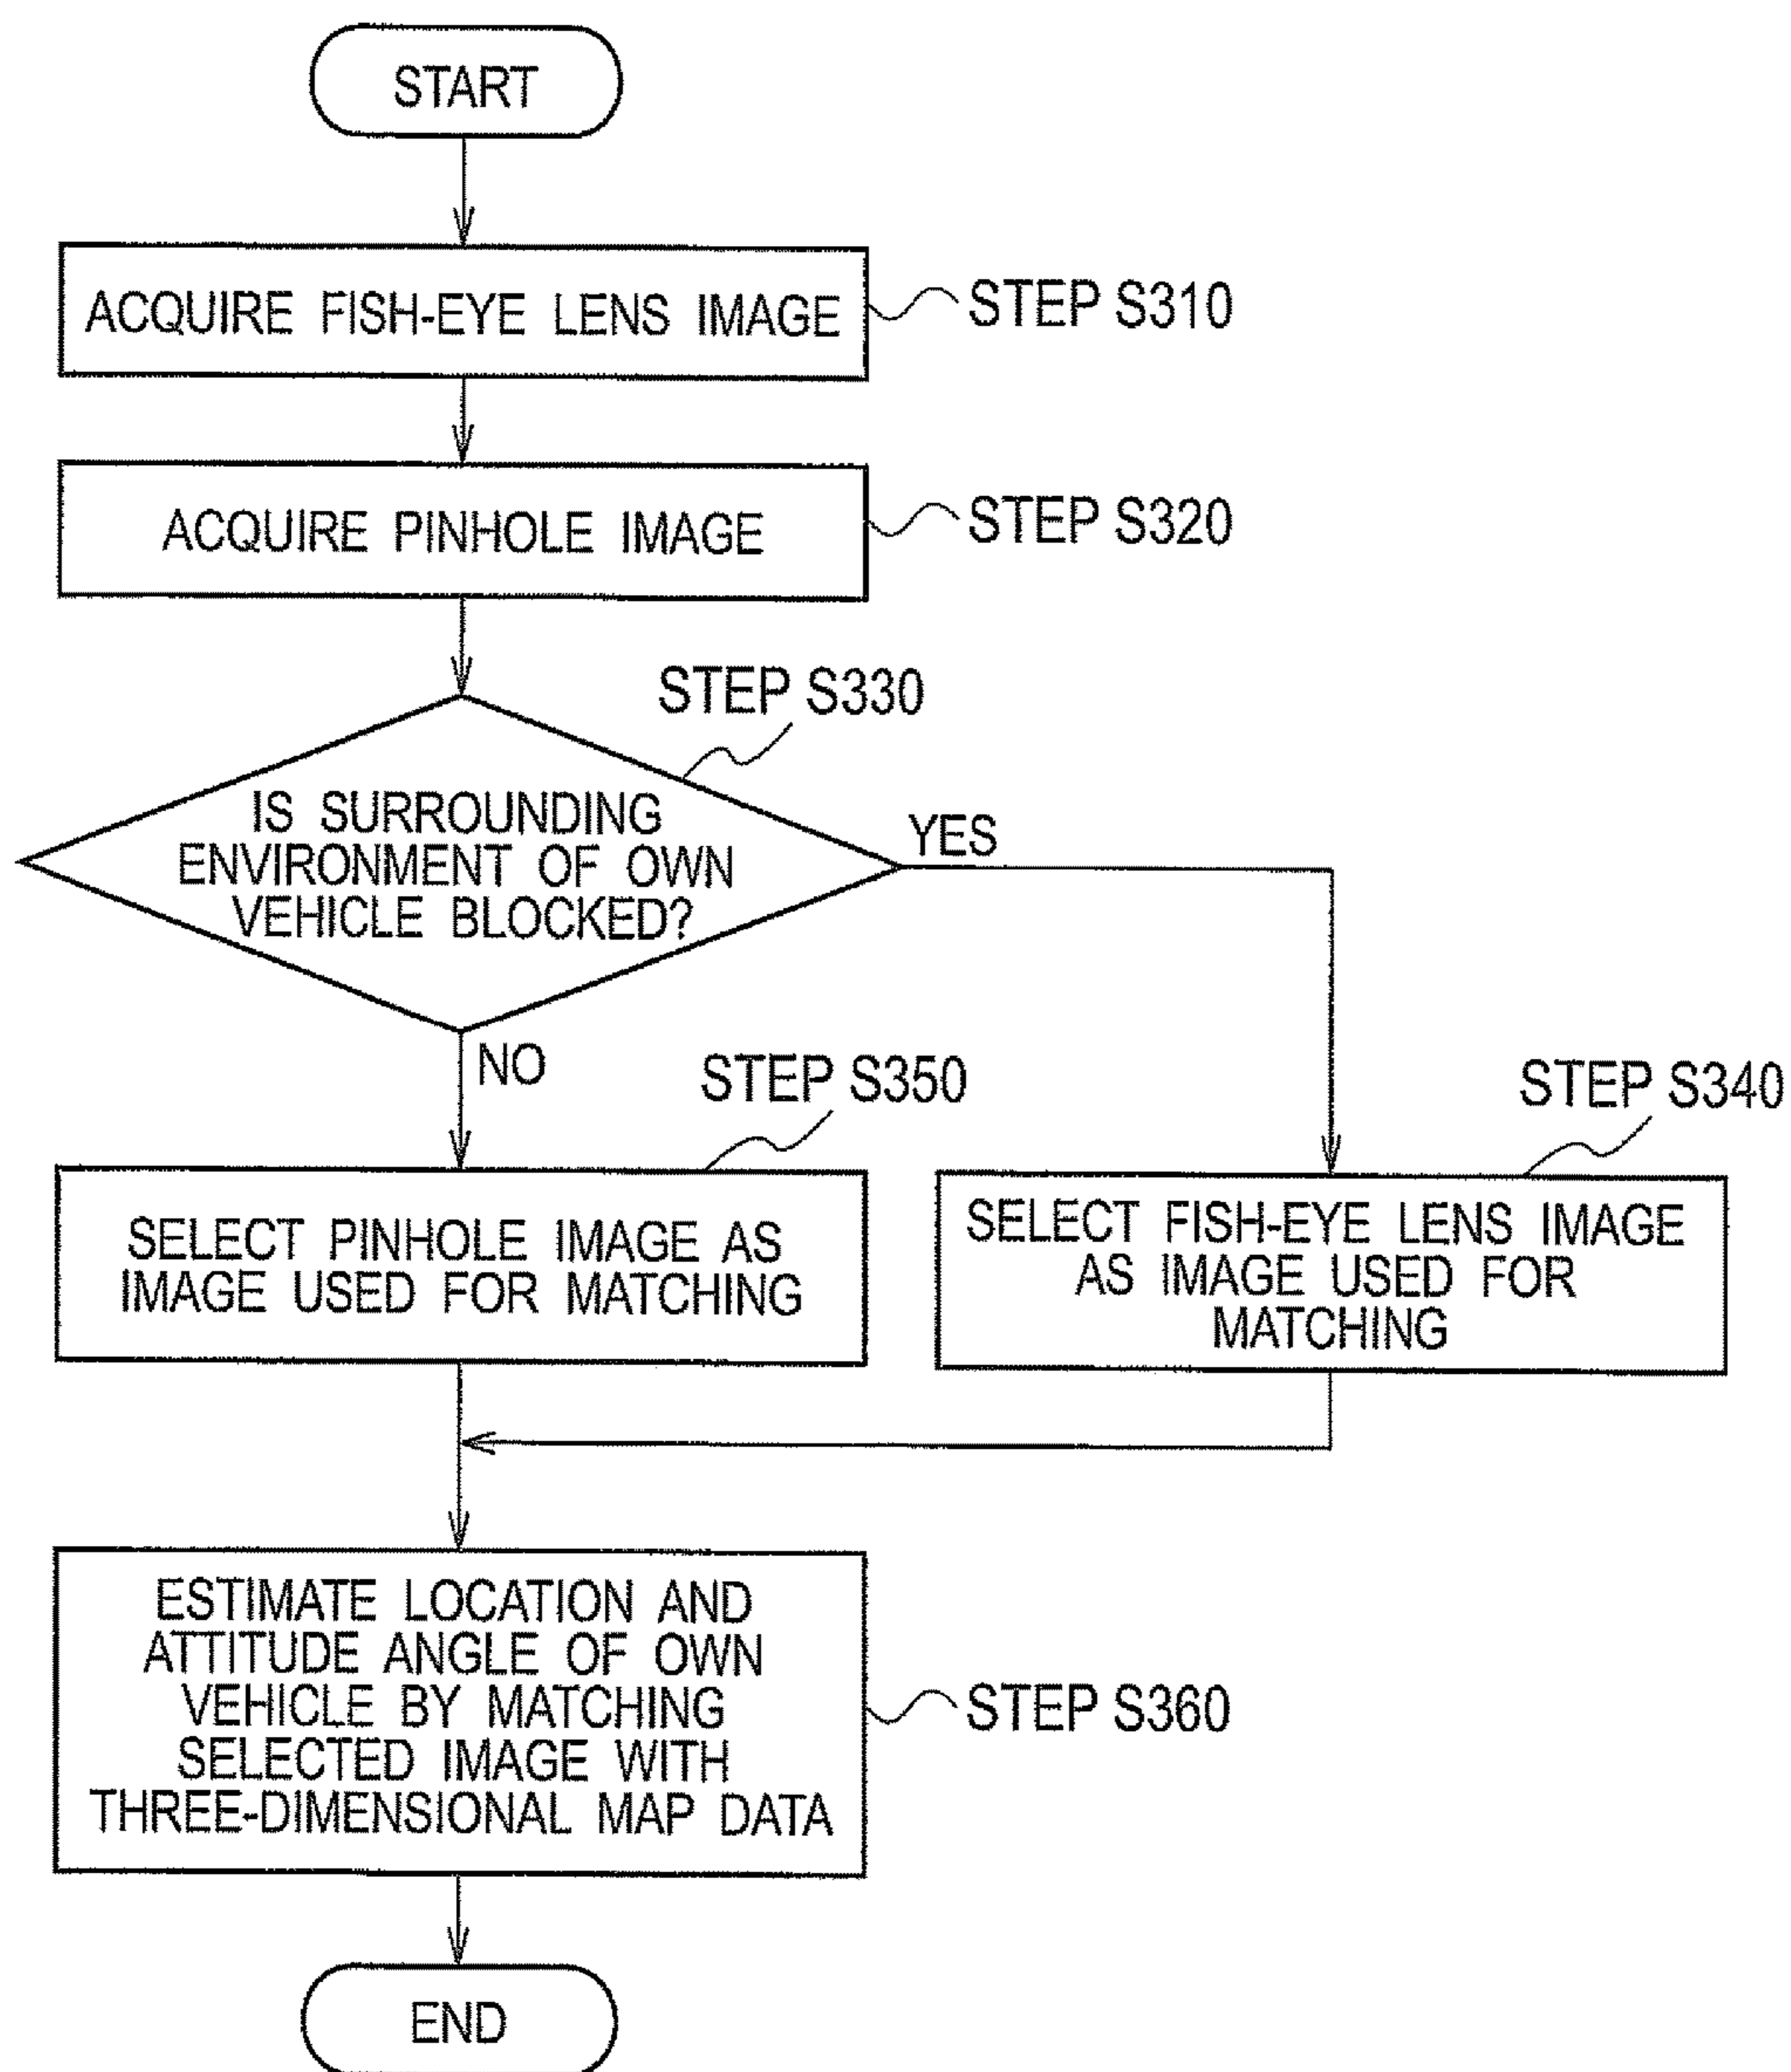 START
ACQUIRE FISH-EYE LENS IMAGE
STEP S310
ACQUIRE PINHOLE IMAGE
STEP S320
STEP S330
IS SURROUNDING
ENVIRONMENT OF OWN
VEHICLE BLOCKED?
YES
NO
STEP S350
STEP S340
SELECT PINHOLE IMAGE AS
IMAGE USED FOR MATCHING
SELECT FISH-EYE LENS IMAGE
AS IMAGE USED FOR
MATCHING
ESTIMATE LOCATION AND
ATTITUDE ANGLE OF OWN
VEHICLE BY MATCHING
SELECTED IMAGE WITH
THREE-DIMENSIONAL MAP DATA
STEP S360
END